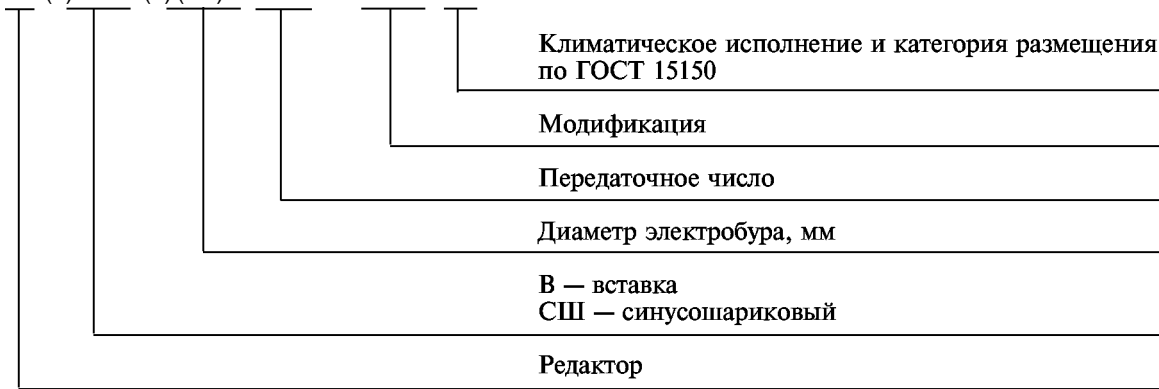 Климатическое исполнение и категория размещения
по ГОСТ 15150
Модификация
Передаточное число
Диаметр электробура, мм
В — вставка
СШ — синусошариковый
Редактор